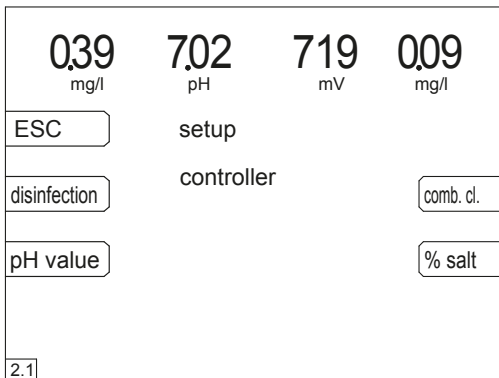 0.39 7.02 719 0.09
mg/l pH mV mg/l
ESC setup
controller
disinfection comb. cl.
pH value % salt
2.1